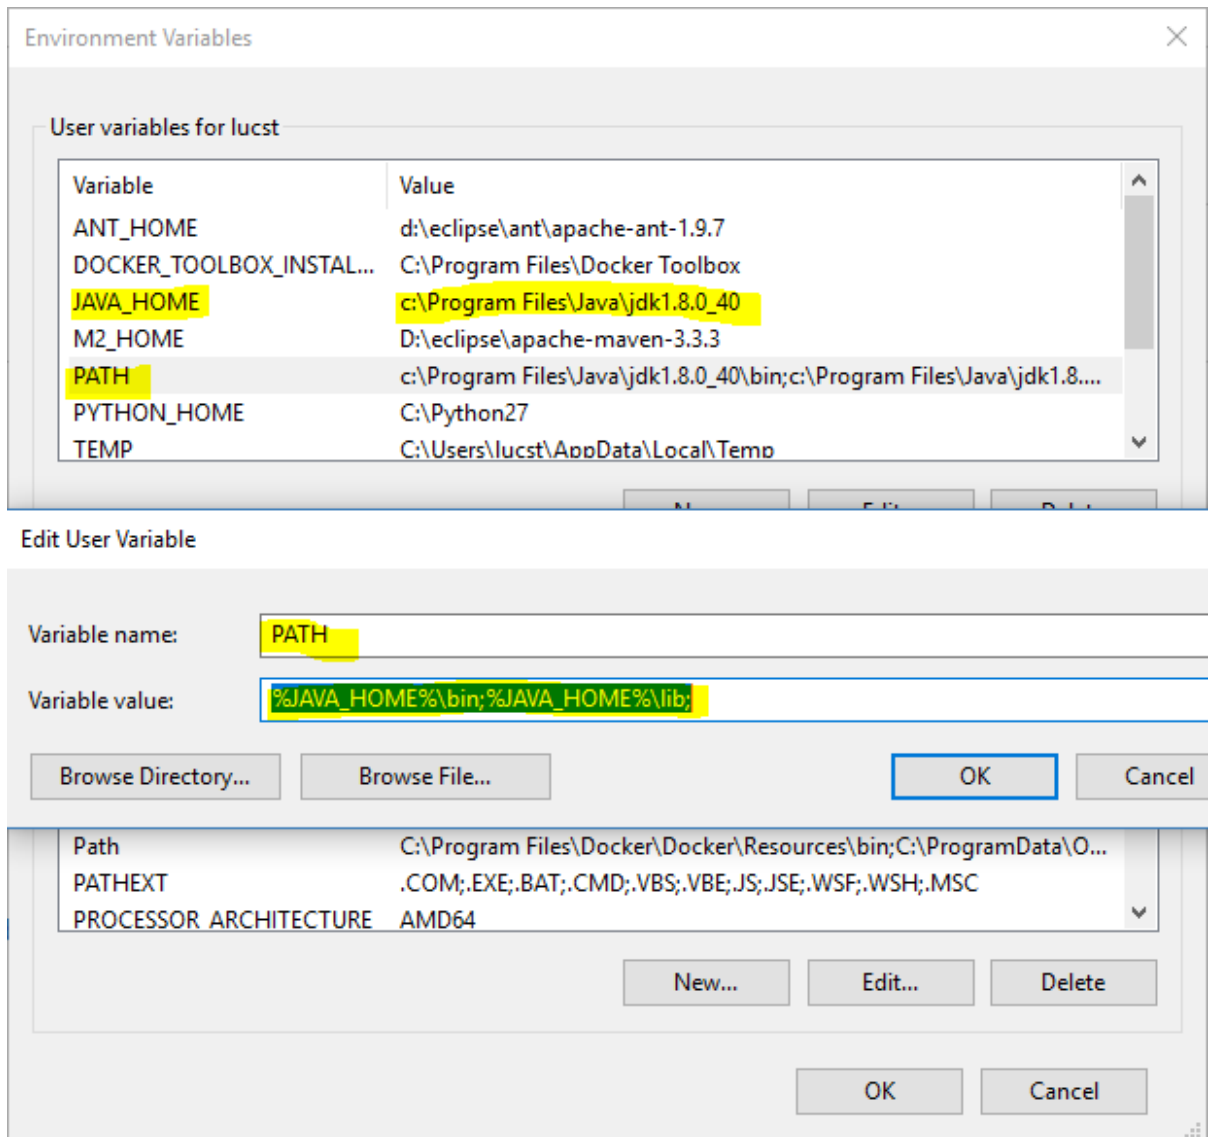 Environment Variables
User variables for lucst
Variable Value
ANT_HOME d:\eclipse\ant\apache-ant-1.9.7
DOCKER_TOOLBOX_INSTAL... C:\Program Files\Docker Toolbox
JAVA_HOME c:\Program Files\Java\jdk1.8.0_40
M2_HOME D:\eclipse\apache-maven-3.3.3
PATH c:\Program Files\Java\jdk1.8.0_40\bin;c:\Program Files\Java\jdk1.8....
PYTHON_HOME C:\Python27
TEMP C:\Users\lucst\AppData\Local\Temp
Edit User Variable
Variable name: PATH
Variable value: %JAVA_HOME%\bin;%JAVA_HOME%\lib;
Browse Directory... Browse File... OK Cancel
Path C:\Program Files\Docker\Docker\Resources\bin;C:\ProgramData\O...
PATHEXT .COM;.EXE;.BAT;.CMD;.VBS;.VBE;.JS;.JSE;.WSF;.WSH;.MSC
PROCESSOR_ARCHITECTURE AMD64
New... Edit... Delete
OK Cancel